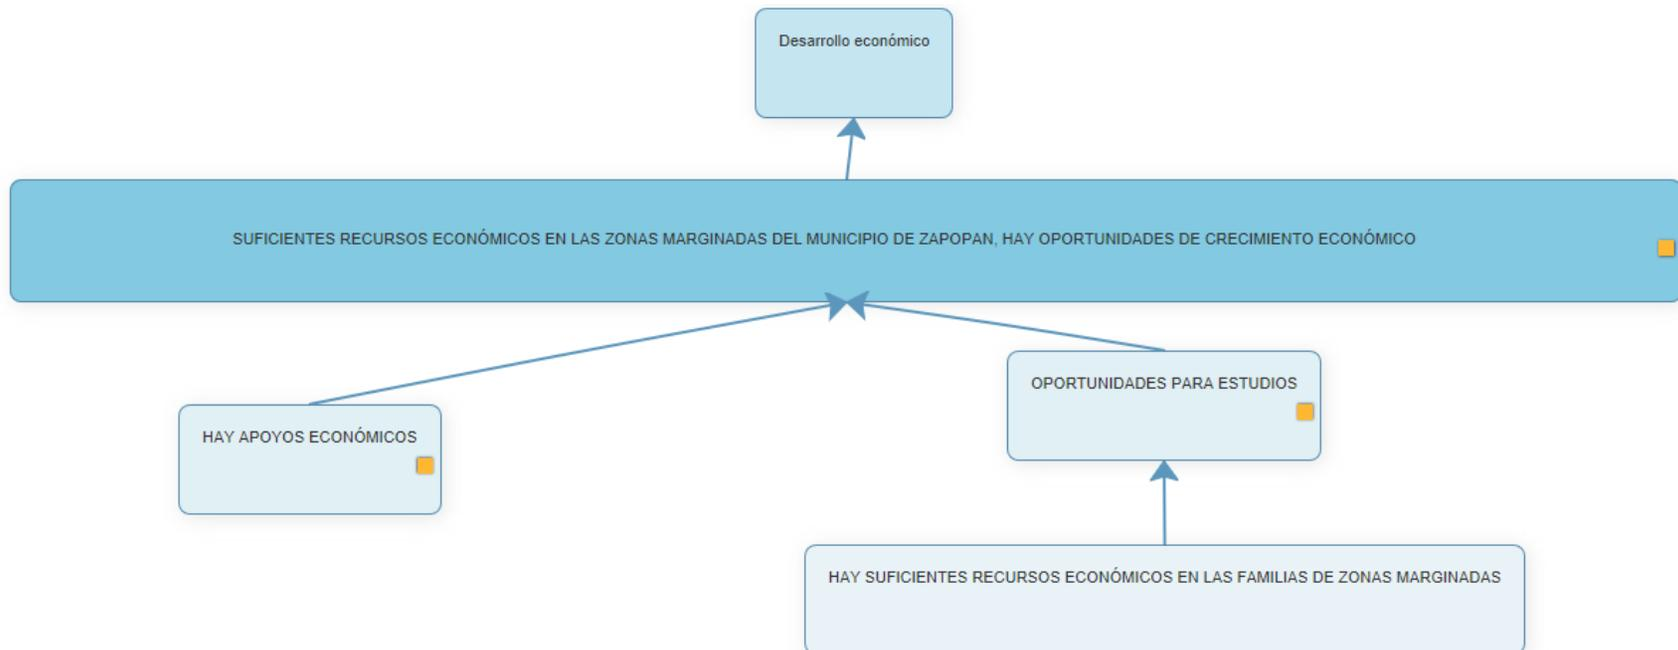 Desarrollo económico
SUFICIENTES RECURSOS ECONÓMICOS EN LAS ZONAS MARGINADAS DEL MUNICIPIO DE ZAPOPAN, HAY OPORTUNIDADES DE CRECIMIENTO ECONÓMICO
OPORTUNIDADES PARA ESTUDIOS
HAY APOYOS ECONÓMICOS
HAY SUFICIENTES RECURSOS ECONÓMICOS EN LAS FAMILIAS DE ZONAS MARGINADAS